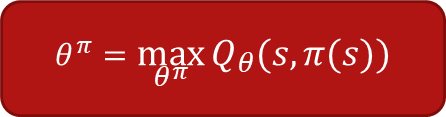 θ^π = max_{θ^π} Q_θ(s, π(s))